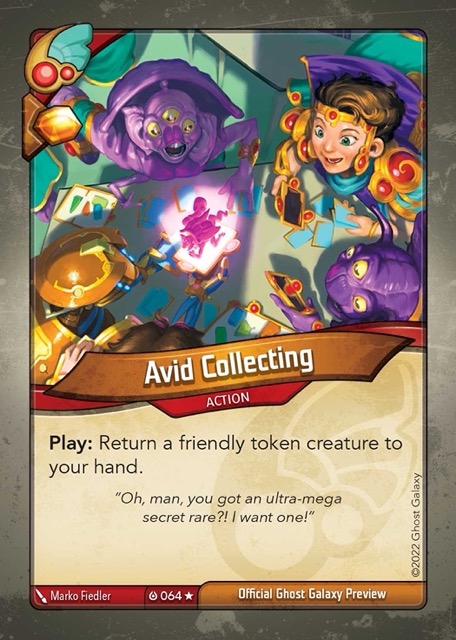 Avid Collecting
ACTION
Play: Return a friendly token creature to
your hand.
“Oh, man, you got an ultra-mega
secret rare?! I want one!”
©2022 Ghost Galaxy
Marko Fiedler
064★
Official Ghost Galaxy Preview